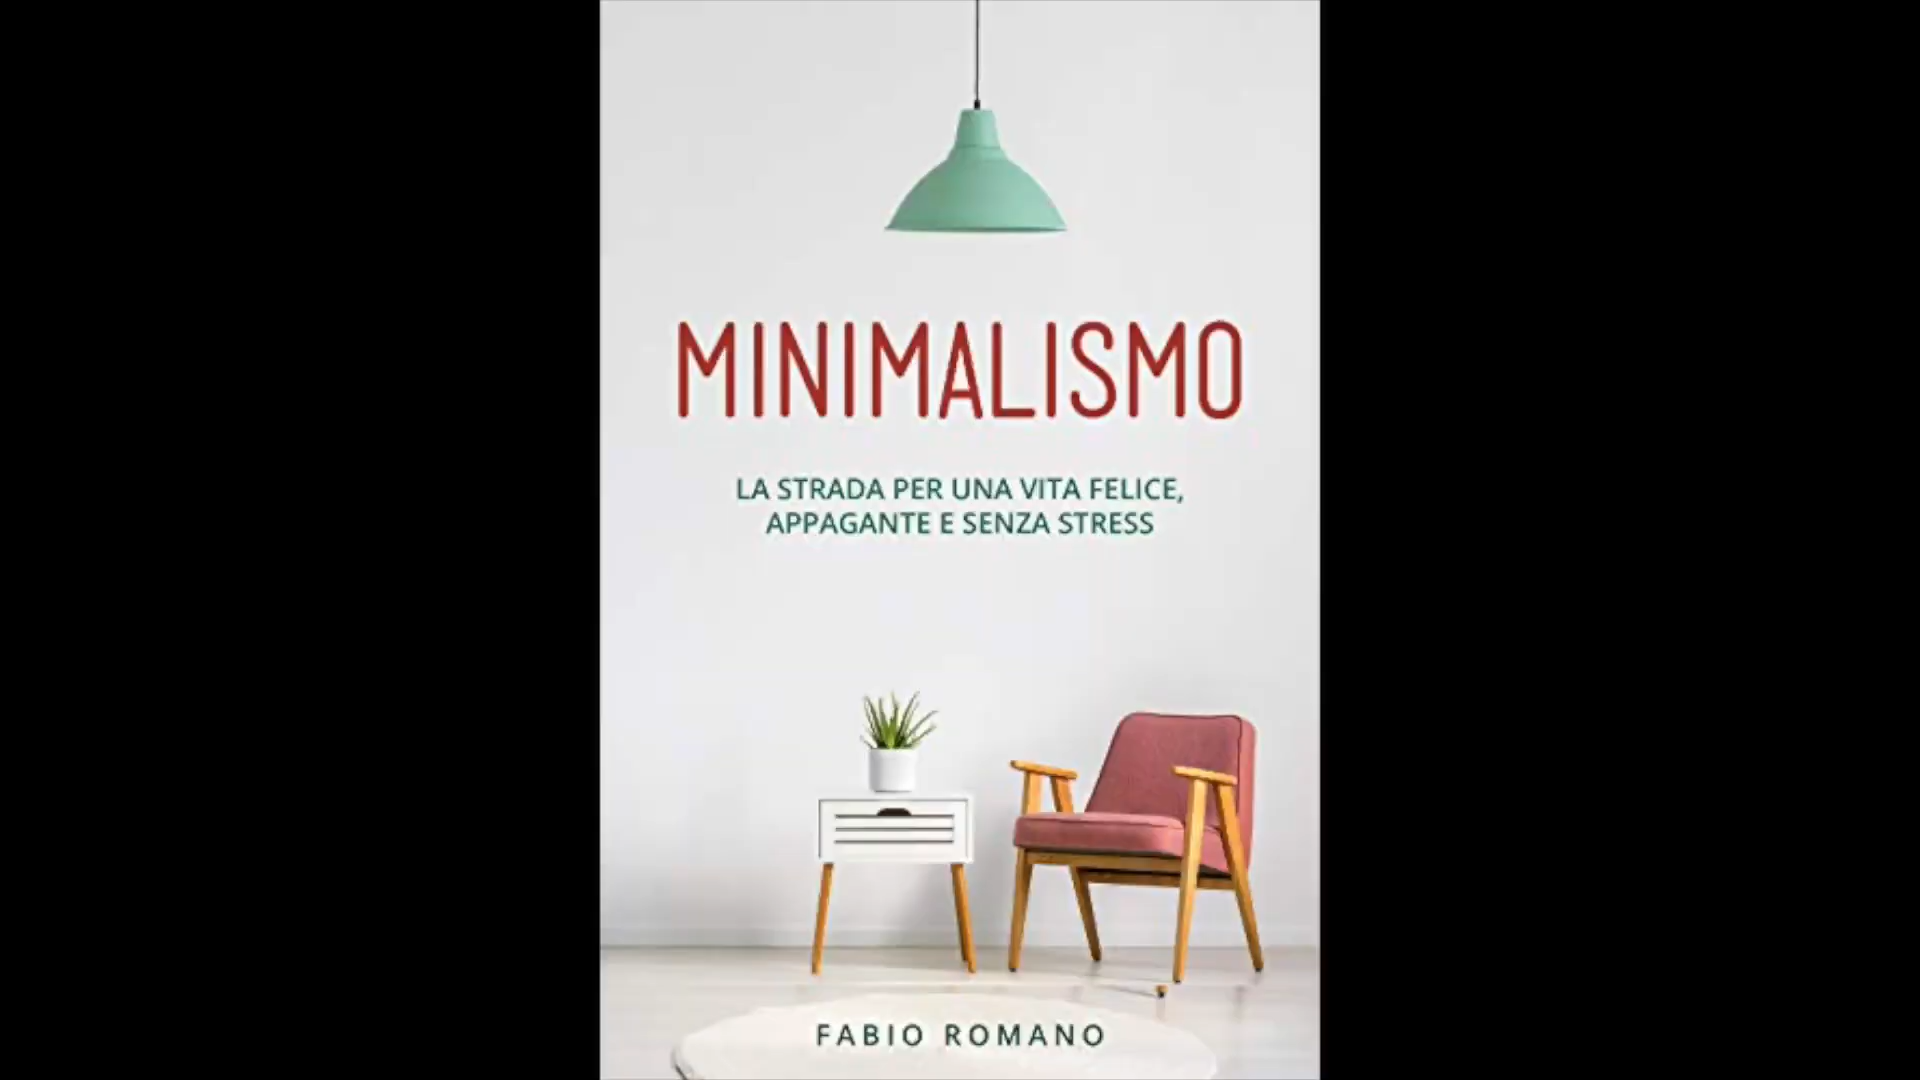 MINIMALISMO
LA STRADA PER UNA VITA FELICE,
APPAGANTE E SENZA STRESS
FABIO ROMANO